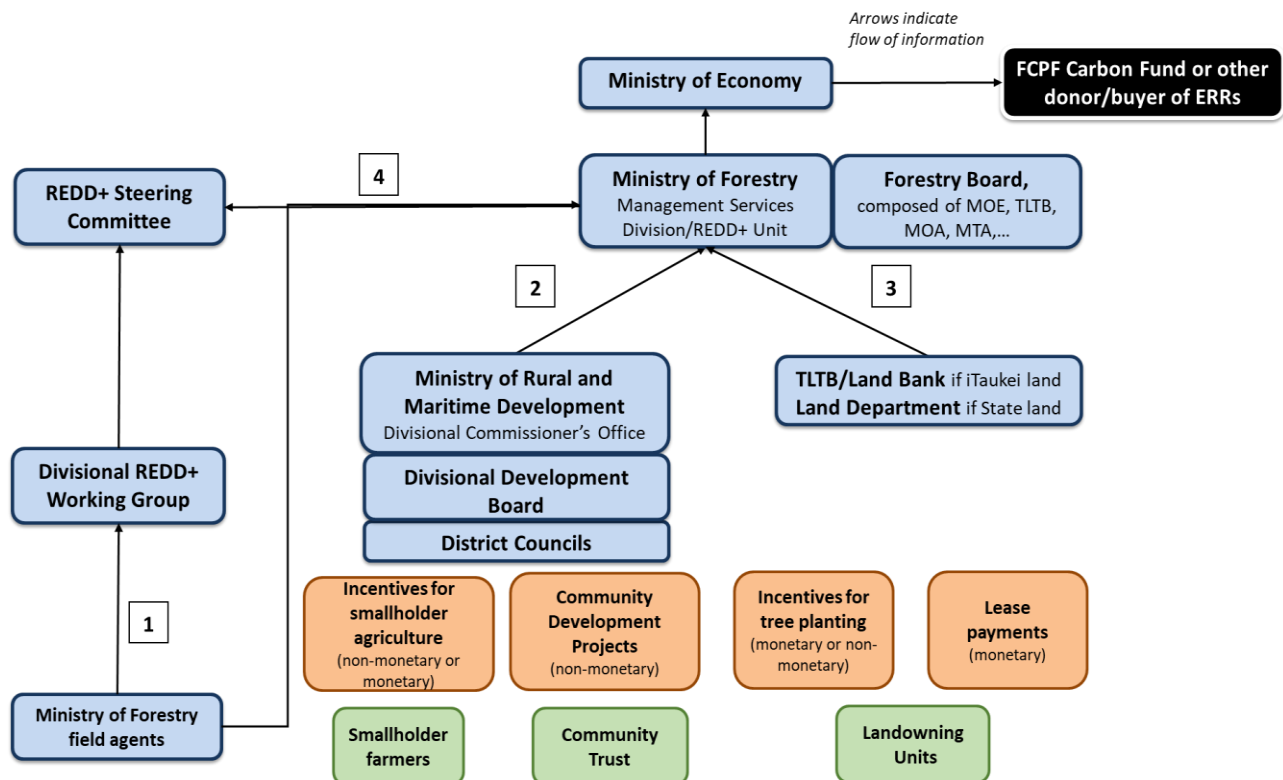 Arrows indicate
flow of information
Ministry of Economy
FCPF Carbon Fund or other
donor/buyer of ERRs
4
REDD+ Steering
Committee
Ministry of Forestry
Management Services
Division/REDD+ Unit
Forestry Board,
composed of MOE, TLTB,
MOA, MTA,...
2
3
Ministry of Rural and
Maritime Development
Divisional Commissioner's Office
TLTB/Land Bank if iTaukei land
Land Department if State land
Divisional REDD+
Working Group
Divisional Development
Board
District Councils
1
Incentives for
smallholder
agriculture
(non-monetary or
monetary)
Community
Development
Projects
(non-monetary)
Incentives for
tree planting
(monetary or non-
monetary)
Lease
payments
(monetary)
Ministry of Forestry
field agents
Smallholder
farmers
Community
Trust
Landowning
Units